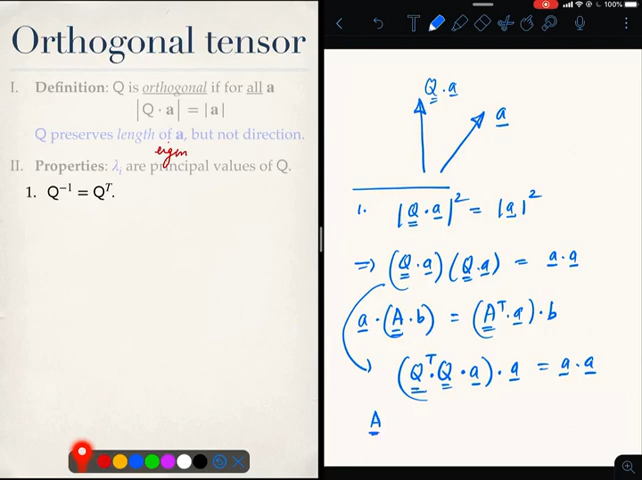 100%
Orthogonal tensor
I. Definition: Q is orthogonal if for all a
|Q · a| = |a|
Q preserves length of a, but not direction.
eigen
II. Properties: λᵢ are principal values of Q.
1. Q⁻¹ = Qᵀ.
T
Q · a
a
1. |Q · a|² = |a|²
⇒ (Q · a)(Q · a) = a · a
a · (A · b) = (Aᵀ · a) · b
(Qᵀ · Q · a) · a = a · a
A